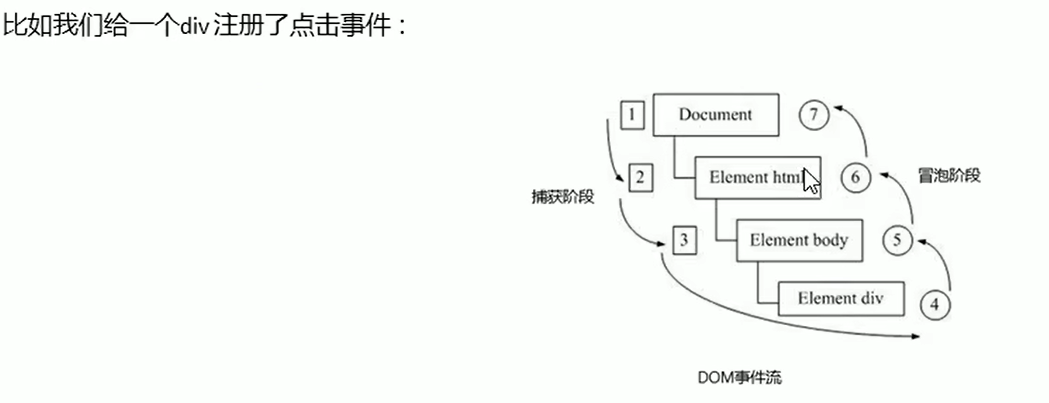 比如我们给一个div注册了点击事件：
1 Document 7
2 Element html 6 冒泡阶段
捕获阶段
3 Element body 5
Element div 4
DOM事件流